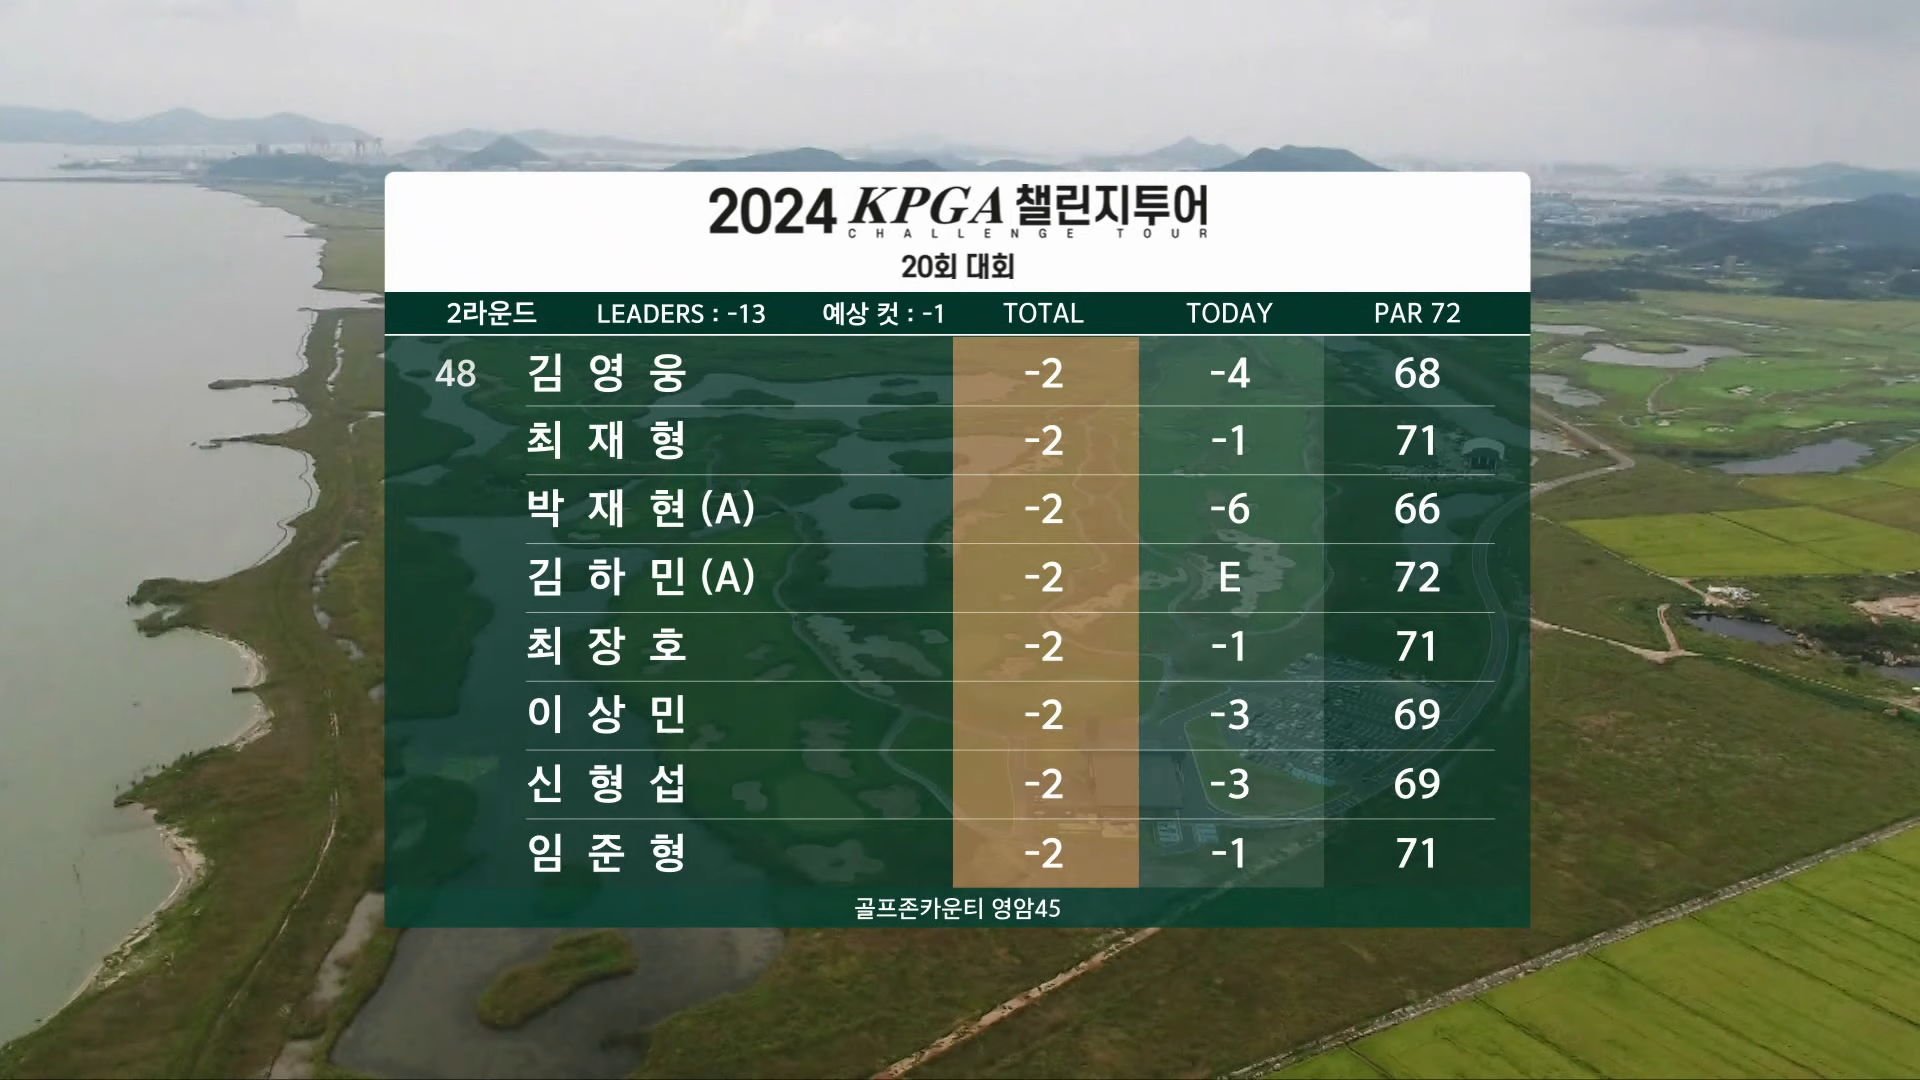 2024 KPGA 챌린지투어
CHALLENGE TOUR
20회 대회
2라운드 LEADERS : -13 예상 컷 : -1 TOTAL TODAY PAR 72
48 김영웅 -2 -4 68
최재형 -2 -1 71
박재현(A) -2 -6 66
김하민(A) -2 E 72
최장호 -2 -1 71
이상민 -2 -3 69
신형섭 -2 -3 69
임준형 -2 -1 71
골프존카운티 영암45